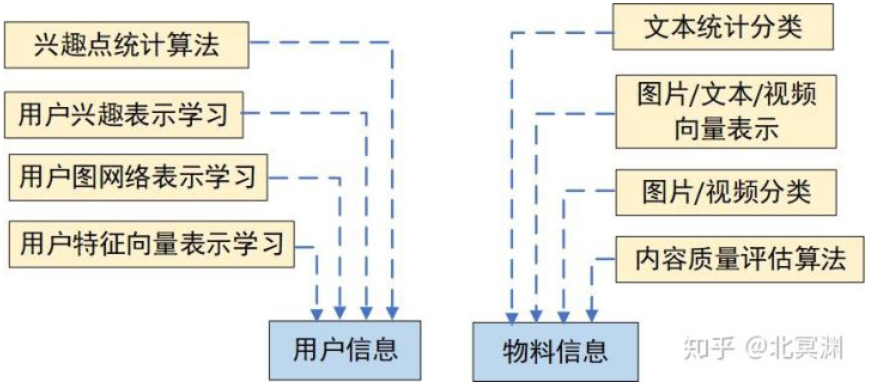 兴趣点统计算法
用户兴趣表示学习
用户图网络表示学习
用户特征向量表示学习
用户信息
文本统计分类
图片/文本/视频
向量表示
图片/视频分类
内容质量评估算法
物料信息
知乎 @北冥渊